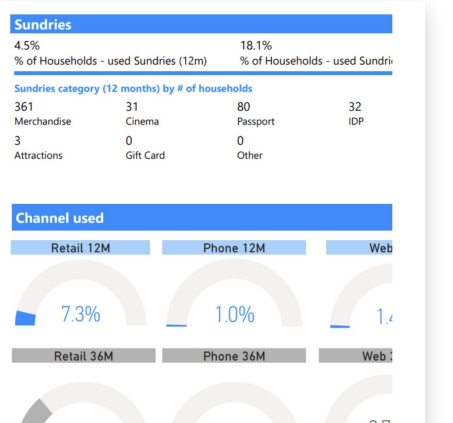 Sundries
4.5% 18.1%
% of Households - used Sundries (12m) % of Households - used
Sundries category (12 months) by # of households
361 31 80 32
Merchandise Cinema Passport IDP
3 0 0
Attractions Gift Card Other
Channel used
Retail 12M Phone 12M Web
7.3% 1.0%
Retail 36M Phone 36M Web